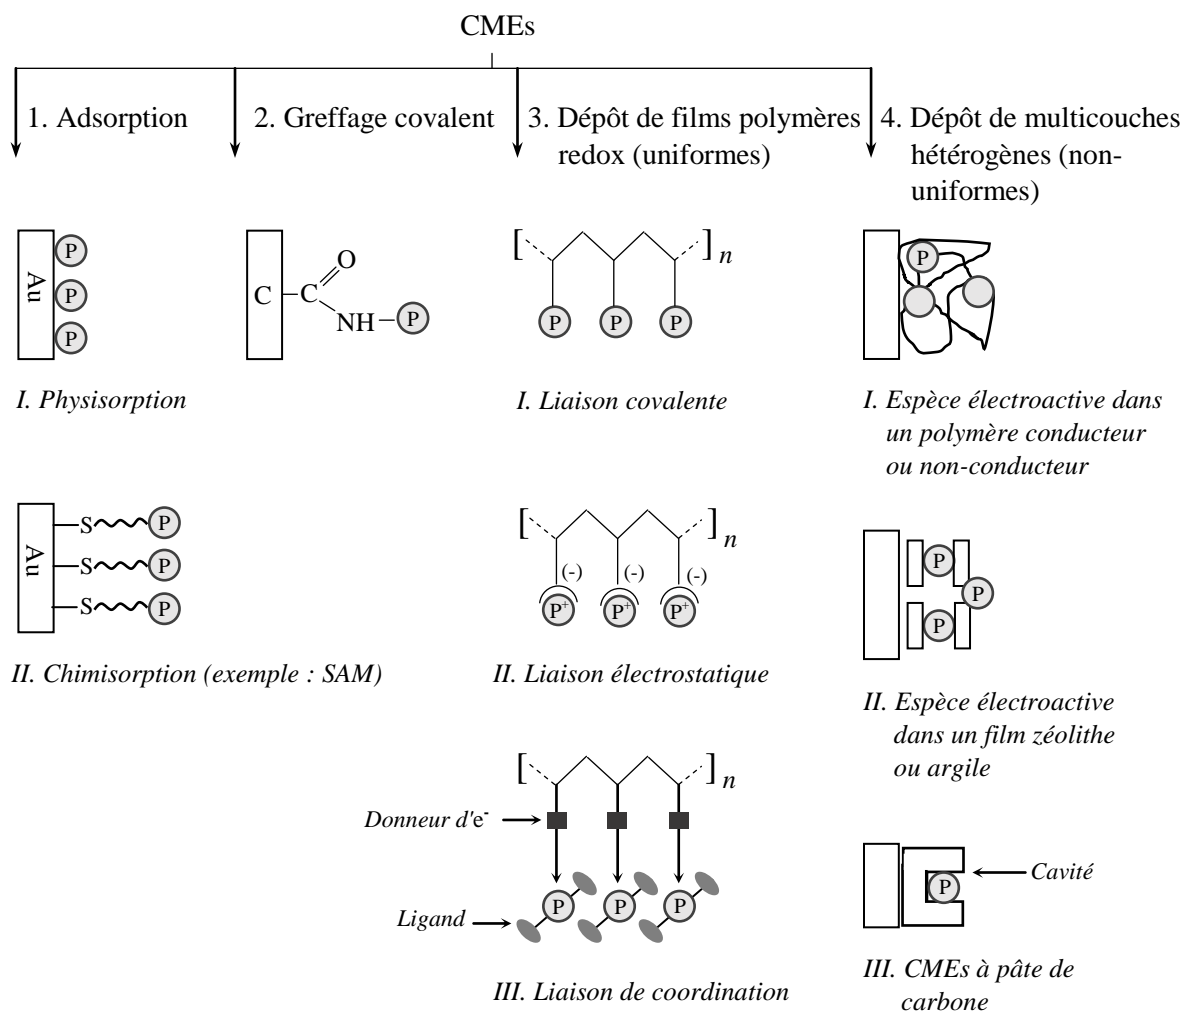 CMEs
1. Adsorption
2. Greffage covalent
3. Dépôt de films polymères
redox (uniformes)
4. Dépôt de multicouches
hétérogènes (non-
uniformes)
Au
P
P
P
I. Physisorption
C
C
O
NH
P
[
]n
P
P
P
I. Liaison covalente
P
I. Espèce électroactive dans
un polymère conducteur
ou non-conducteur
Au
S
P
S
P
S
P
II. Chimisorption (exemple : SAM)
[
]n
(-)
(-)
(-)
P+
P+
P+
II. Liaison électrostatique
P
P
P
II. Espèce électroactive
dans un film zéolithe
ou argile
[
]n
Donneur d'e-
P
P
P
Ligand
III. Liaison de coordination
P
Cavité
III. CMEs à pâte de
carbone